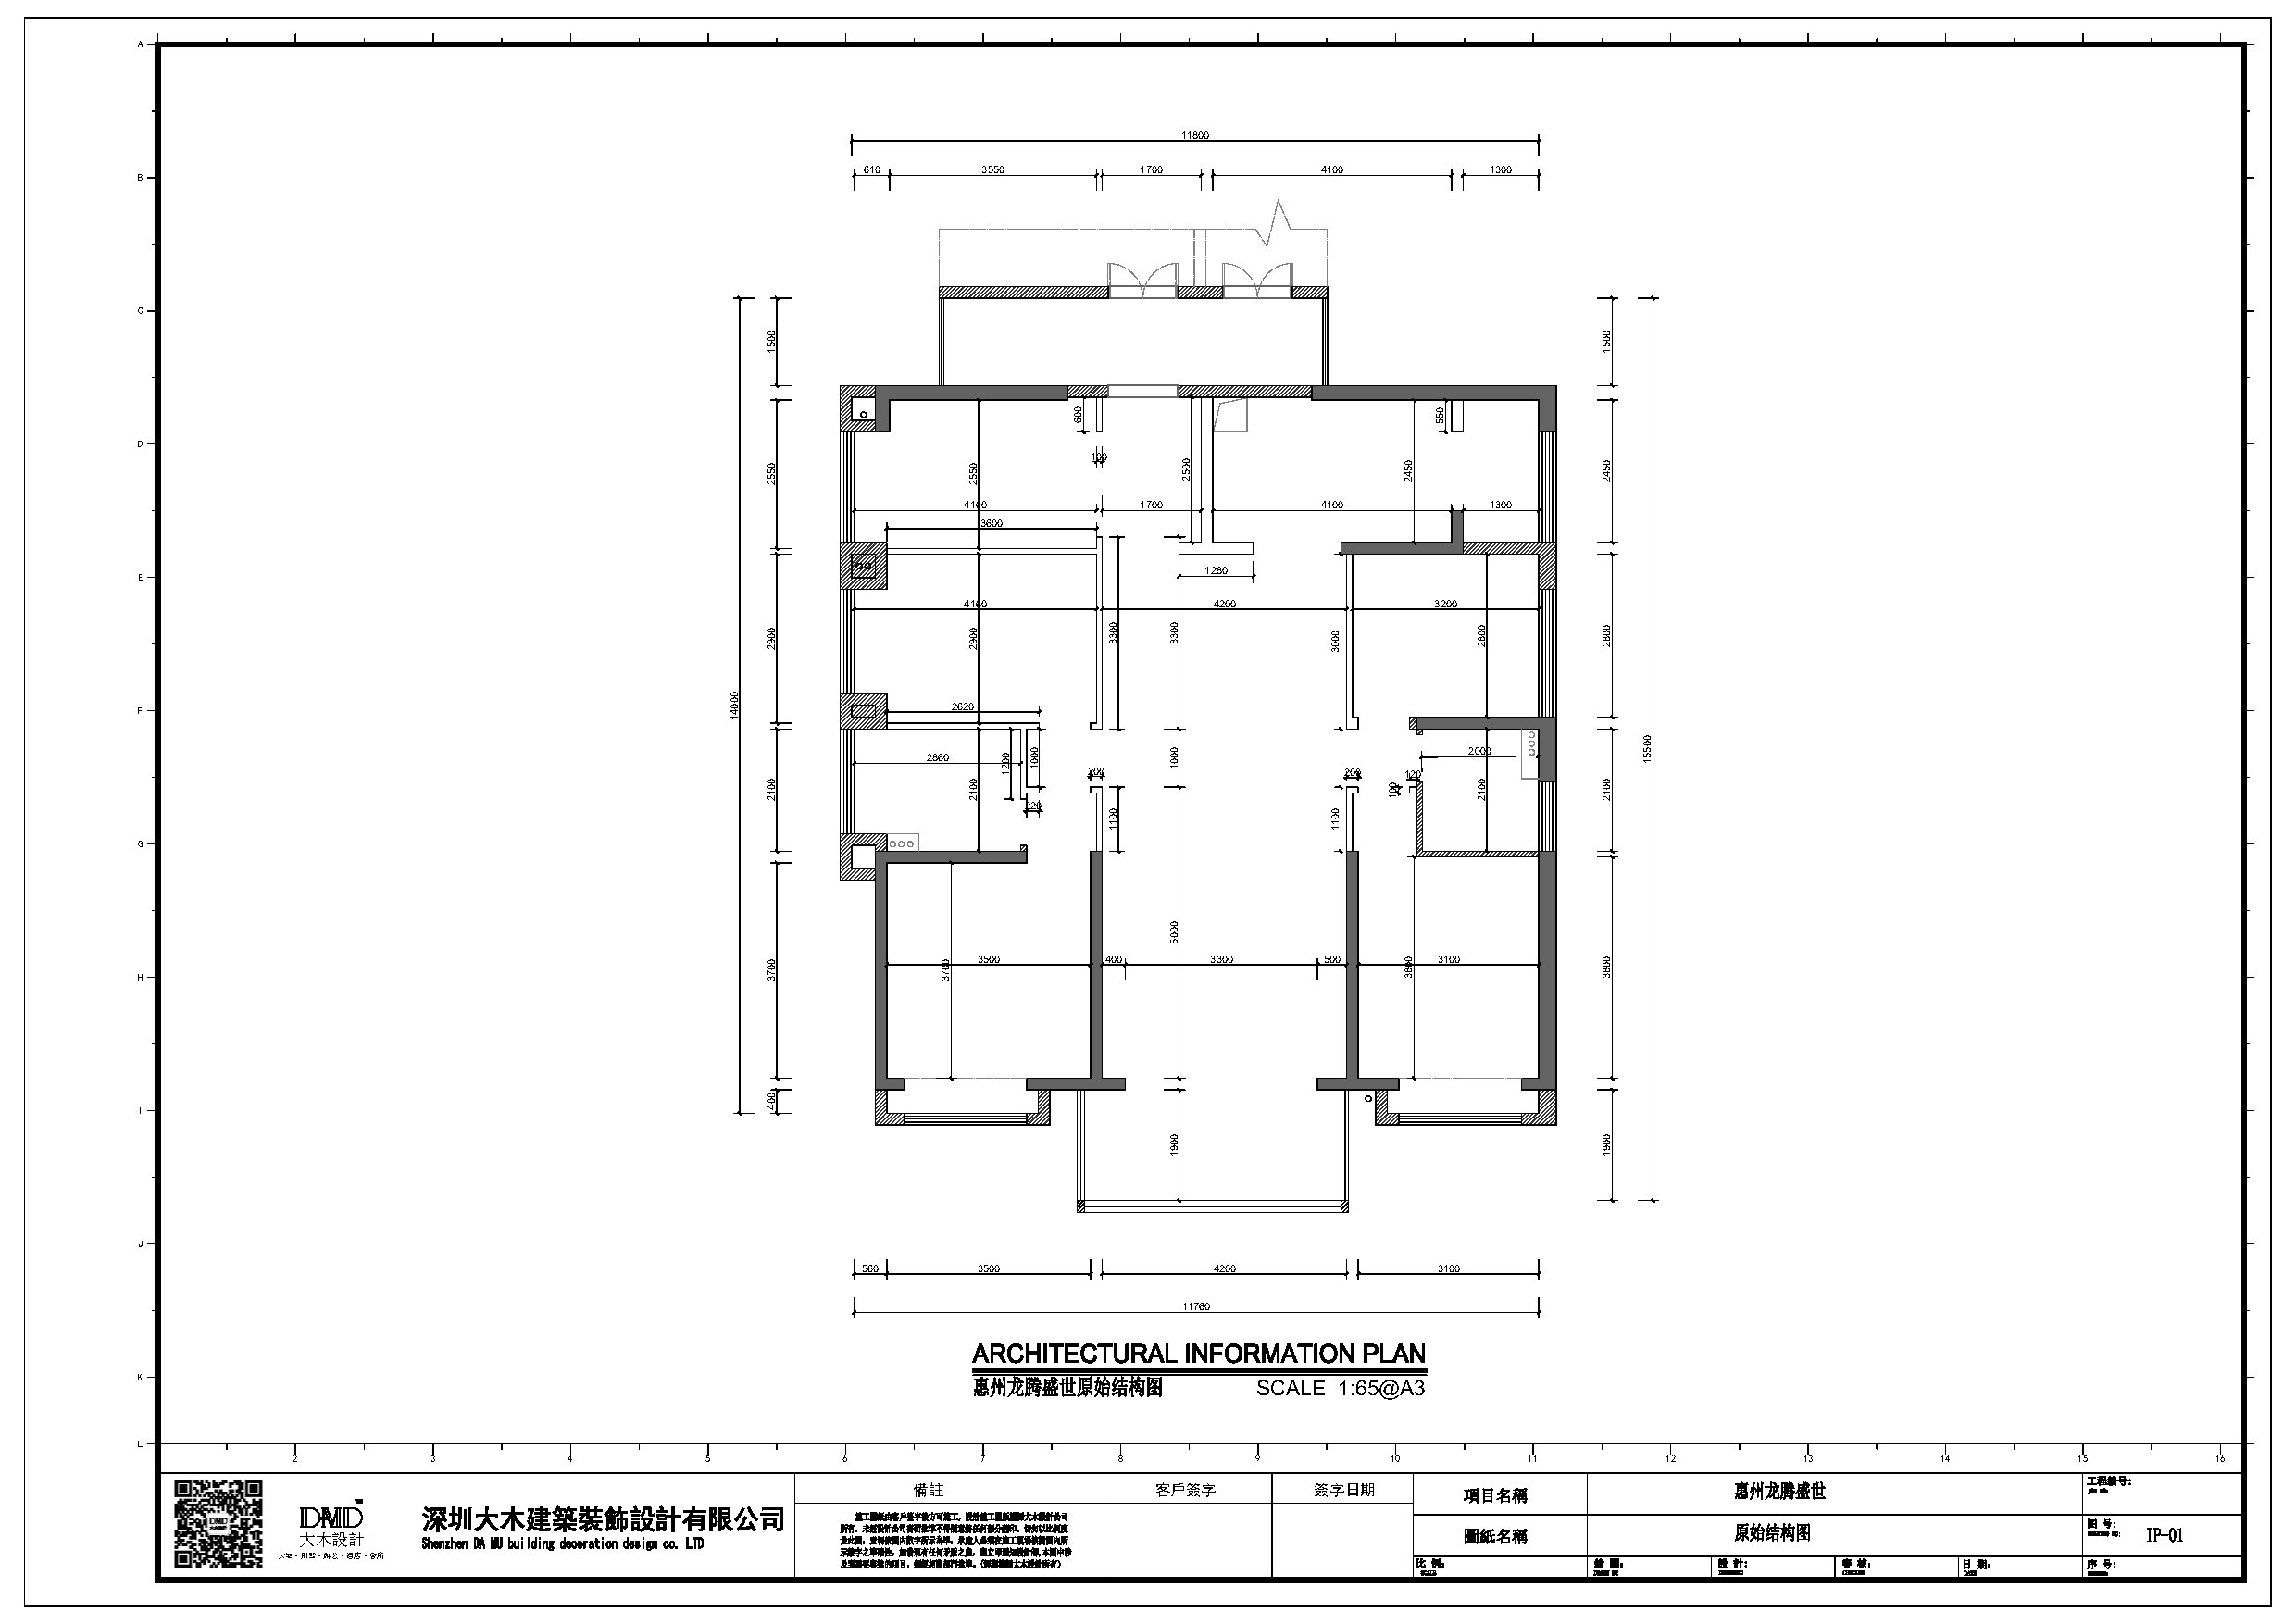 A
B
C
D
E
F
G
H
I
J
K
L
11800
610 3550 1700 4100 1300
1500 1500
600 550
100
2550 2550 2500 2450 2450
4160 1700 4100 1300
3600
1280
4160 4200 3200
2900 2900 3300 3300 3000 2800 2800
14000 15500
2620
2860 1200 1000 1000 2000
200 200 120
2100 2100 220 100 2100 2100
1100 1100
5000
3500 400 3300 500 3100
3700 3700 3800 3800
400
1900 1900
560 3500 4200 3100
11760
ARCHITECTURAL INFORMATION PLAN
惠州龙腾盛世原始结构图 SCALE 1:65@A3
2 3 4 5 6 7 8 9 10 11 12 13 14 15 16
DMD
大木設計
深圳大木建築裝飾設計有限公司
Shenzhen DA MU building decoration design co. LTD
備註 客戶簽字 簽字日期
項目名稱 惠州龙腾盛世 工程编号:
圖紙名稱 原始结构图 图 号: IP-01
比 例: 繪 圖: 設 計: 審 核: 日 期: 序 号: